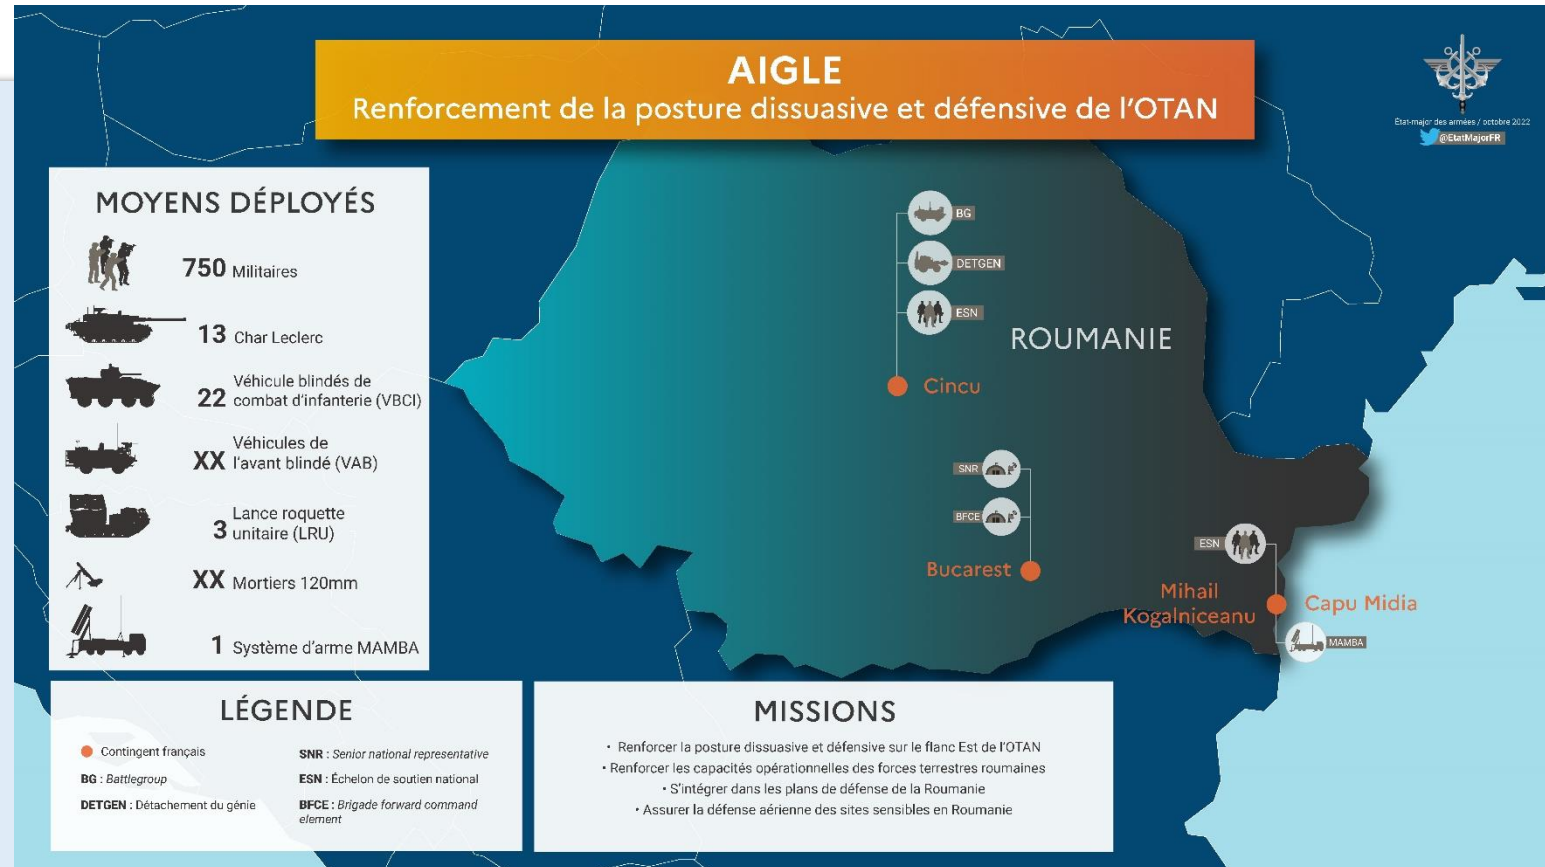 AIGLE
Renforcement de la posture dissuasive et défensive de l'OTAN
État-major des armées / octobre 2022
@EtatMajorFR
MOYENS DÉPLOYÉS
750 Militaires
13 Char Leclerc
22 Véhicule blindés de
combat d'infanterie (VBCI)
XX Véhicules de
l'avant blindé (VAB)
3 Lance roquette
unitaire (LRU)
XX Mortiers 120mm
1 Système d'arme MAMBA
BG
DETGEN
ESN
ROUMANIE
Cincu
SNR
BFCE
Bucarest
ESN
Mihail
Kogalniceanu
Capu Midia
MAMBA
LÉGENDE
Contingent français
BG : Battlegroup
DETGEN : Détachement du génie
SNR : Senior national representative
ESN : Échelon de soutien national
BFCE : Brigade forward command
element
MISSIONS
• Renforcer la posture dissuasive et défensive sur le flanc Est de l'OTAN
• Renforcer les capacités opérationnelles des forces terrestres roumaines
• S'intégrer dans les plans de défense de la Roumanie
• Assurer la défense aérienne des sites sensibles en Roumanie